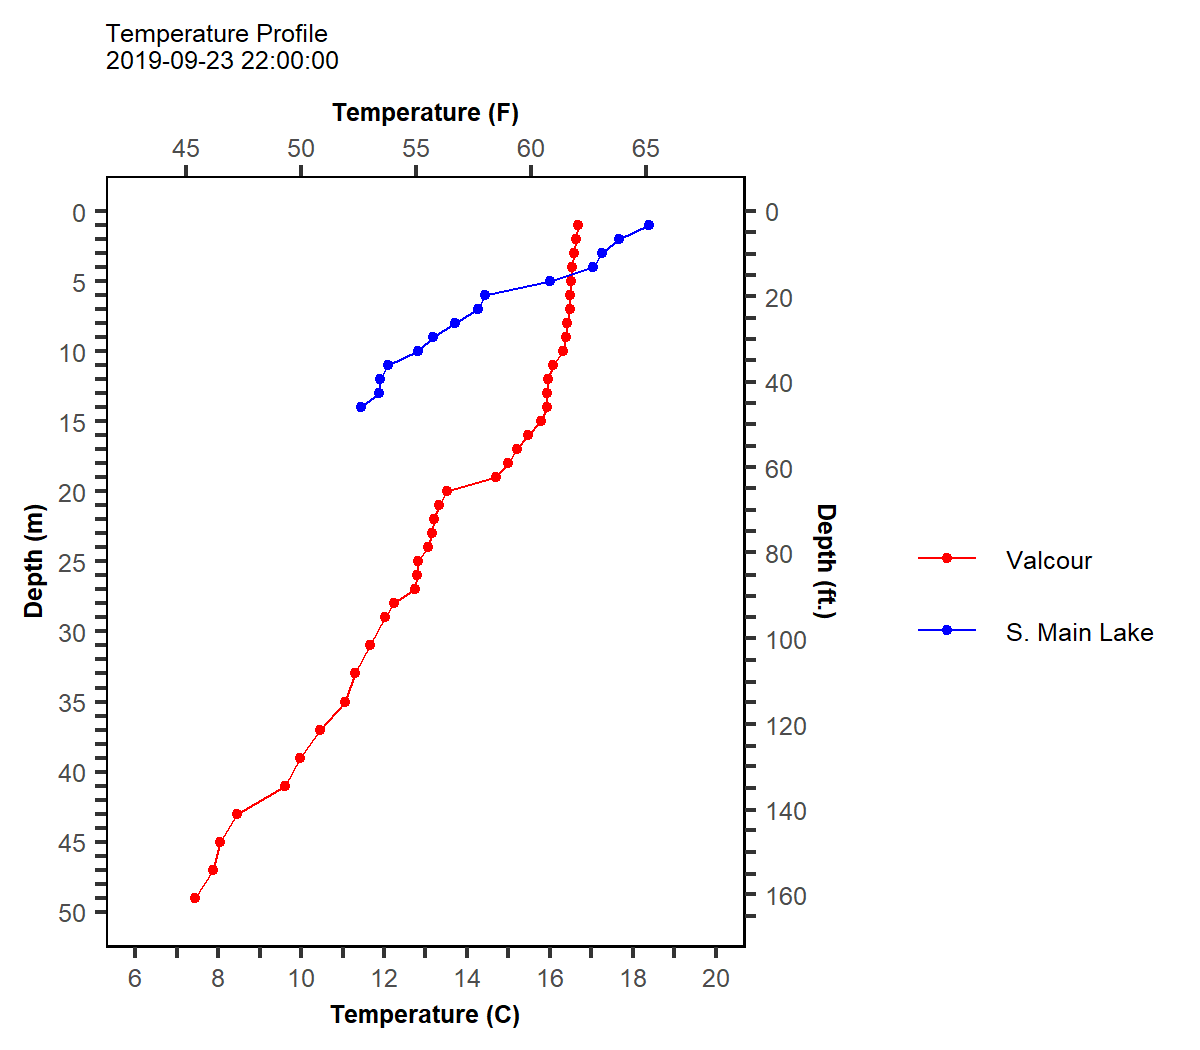 Temperature Profile
2019-09-23 22:00:00
Temperature (F)
45 50 55 60 65
0
5
10
15
20
25
30
35
40
45
50
Depth (m)
0
20
40
60
80
100
120
140
160
Depth (ft.)
6 8 10 12 14 16 18 20
Temperature (C)
Valcour
S. Main Lake